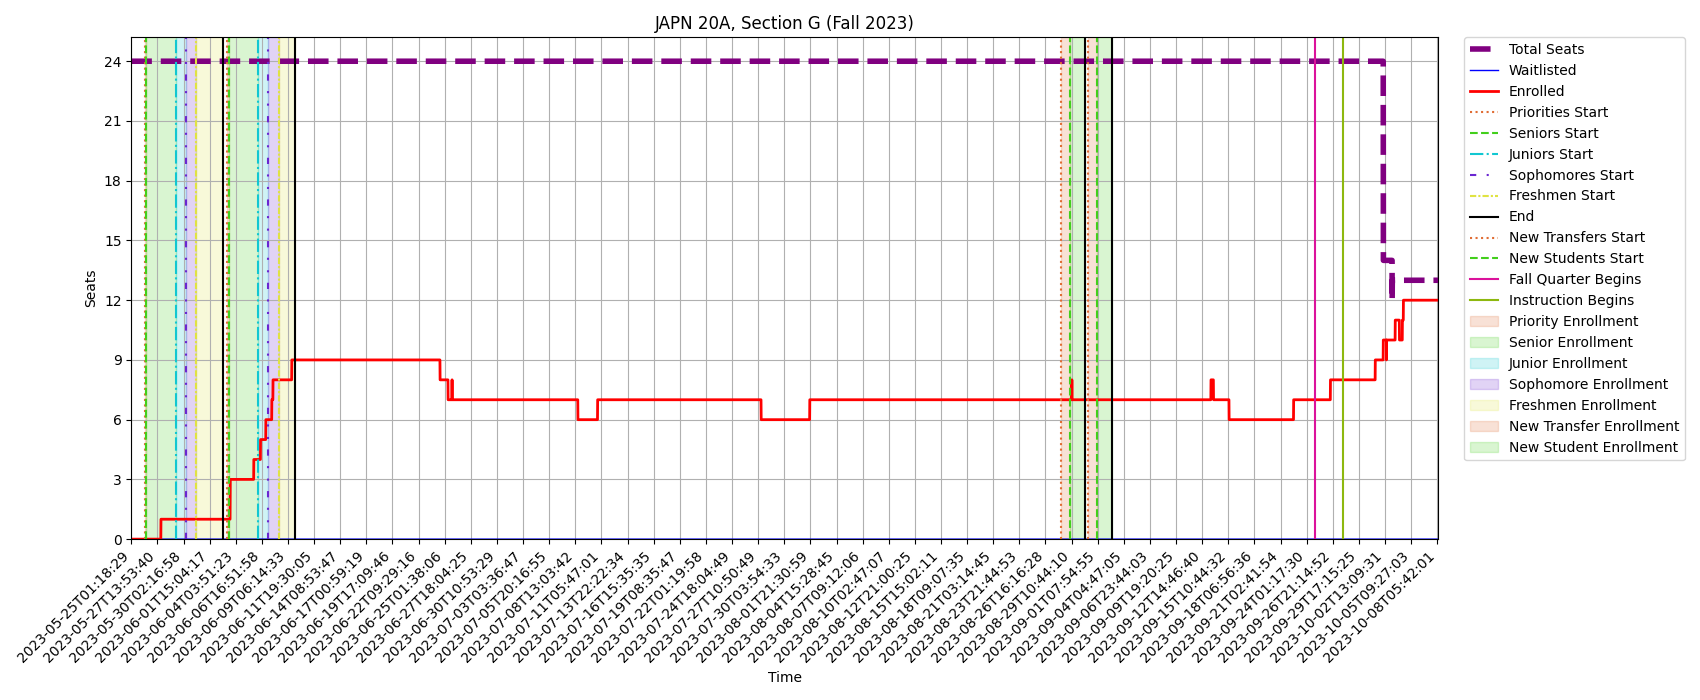 JAPN 20A, Section G (Fall 2023)
Seats
24
21
18
15
12
9
6
3
0
2023-05-25T01:18:29
2023-05-27T13:53:40
2023-05-30T02:16:58
2023-06-01T15:04:17
2023-06-04T03:51:23
2023-06-06T16:51:58
2023-06-09T06:14:33
2023-06-11T19:30:05
2023-06-14T08:53:47
2023-06-17T00:59:19
2023-06-19T17:09:46
2023-06-22T09:29:16
2023-06-25T01:38:06
2023-06-27T18:04:25
2023-06-30T10:53:29
2023-07-03T03:36:47
2023-07-05T20:16:55
2023-07-08T13:03:42
2023-07-11T05:47:01
2023-07-13T22:22:34
2023-07-16T15:35:35
2023-07-19T08:35:47
2023-07-22T01:19:58
2023-07-24T18:04:49
2023-07-27T10:50:49
2023-07-30T03:54:33
2023-08-01T21:30:59
2023-08-04T15:28:45
2023-08-07T09:12:06
2023-08-10T02:47:07
2023-08-12T21:00:25
2023-08-15T15:02:11
2023-08-18T09:07:35
2023-08-21T03:14:45
2023-08-23T21:44:53
2023-08-26T16:16:28
2023-08-29T10:44:10
2023-09-01T07:54:55
2023-09-04T04:47:05
2023-09-06T23:44:03
2023-09-09T19:20:25
2023-09-12T14:46:40
2023-09-15T10:44:32
2023-09-18T06:56:36
2023-09-21T02:41:54
2023-09-24T01:17:30
2023-09-26T21:14:52
2023-09-29T17:15:25
2023-10-02T13:09:31
2023-10-05T09:27:03
2023-10-08T05:42:01
Time
Total Seats
Waitlisted
Enrolled
Priorities Start
Seniors Start
Juniors Start
Sophomores Start
Freshmen Start
End
New Transfers Start
New Students Start
Fall Quarter Begins
Instruction Begins
Priority Enrollment
Senior Enrollment
Junior Enrollment
Sophomore Enrollment
Freshmen Enrollment
New Transfer Enrollment
New Student Enrollment